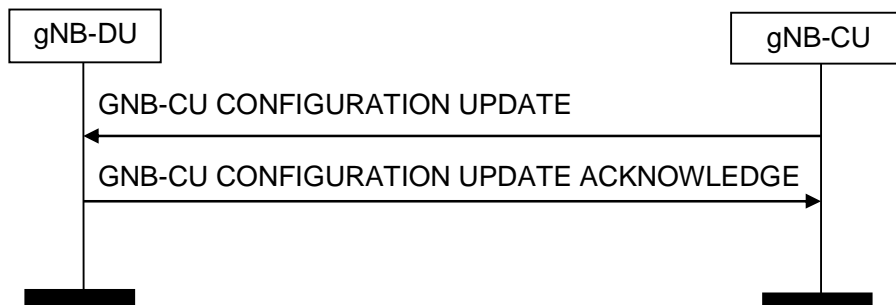 gNB-DU
gNB-CU
GNB-CU CONFIGURATION UPDATE
GNB-CU CONFIGURATION UPDATE ACKNOWLEDGE